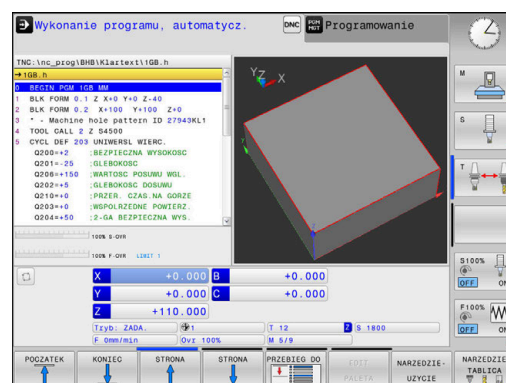 Wykonanie programu, automatycz.
DNC
PGM
MGT
Programowanie
TNC:\nc_prog\BHB\Klartext\1GB.h
→1GB.h
0 BEGIN PGM 1GB MM
1 BLK FORM 0.1 Z X+0 Y+0 Z-40
2 BLK FORM 0.2 X+100 Y+100 Z+0
3 * - Machine hole pattern ID 27943KL1
4 TOOL CALL 2 Z S4500
5 CYCL DEF 203 UNIWERSL WIERC.
Q200=+2 ;BEZPIECZNA WYSOKOSC
Q201=-25 ;GLEBOKOSC
Q206=+150 ;WARTOSC POSUWU WGL.
Q202=+5 ;GLEBOKOSC DOSUWU
Q210=+0 ;PRZER. CZAS.NA GORZE
Q203=+0 ;WSPOLRZEDNE POWIERZ.
Q204=+50 ;2-GA BEZPIECZNA WYS.
Y Z X
100% S-OVR
100% F-OVR LIMIT 1
X +0.000 B +0.000
Y +0.000 C +0.000
Z +110.000
Tryb: ZADA. 1 T 12 Z S 1800
F 0mm/min Ovr 100% M 5/9
M
S
T
S100%
OFF ON
F100%
OFF ON
POCZATEK
KONIEC
STRONA
STRONA
PRZEBIEG DO
EDIT
PALETA
NARZEDZIE-
UZYCIE
NARZEDZIE
TABLICA